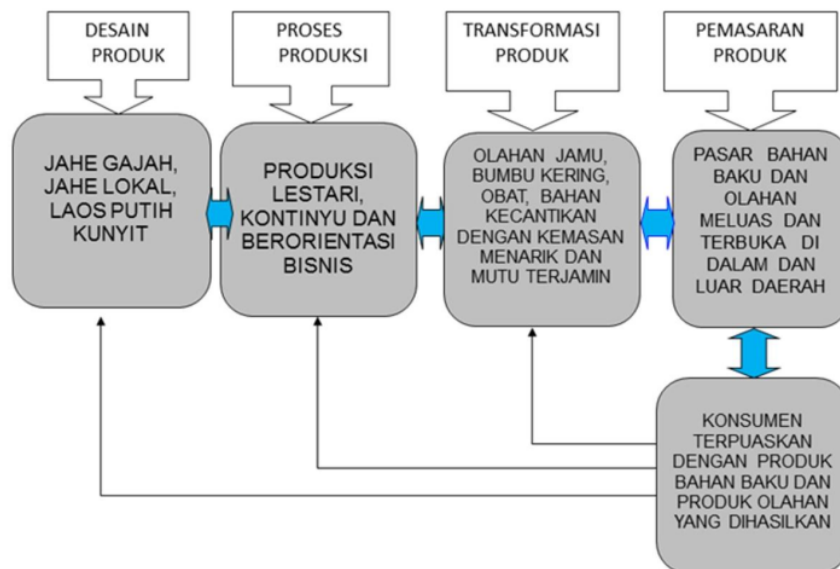 DESAIN
PRODUK
PROSES
PRODUKSI
TRANSFORMASI
PRODUK
PEMASARAN
PRODUK
JAHE GAJAH,
JAHE LOKAL,
LAOS PUTIH
KUNYIT
PRODUKSI
LESTARI,
KONTINYU DAN
BERORIENTASI
BISNIS
OLAHAN JAMU,
BUMBU KERING,
OBAT, BAHAN
KECANTIKAN
DENGAN KEMASAN
MENARIK DAN
MUTU TERJAMIN
PASAR BAHAN
BAKU DAN
OLAHAN
MELUAS DAN
TERBUKA DI
DALAM DAN
LUAR DAERAH
KONSUMEN
TERPUASKAN
DENGAN PRODUK
BAHAN BAKU DAN
PRODUK OLAHAN
YANG DIHASILKAN